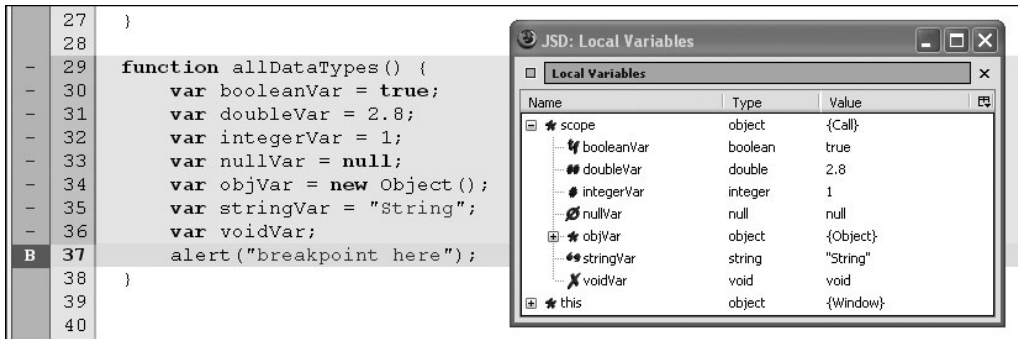 27 }
28
- 29 function allDataTypes() {
- 30 var booleanVar = true;
- 31 var doubleVar = 2.8;
- 32 var integerVar = 1;
- 33 var nullVar = null;
- 34 var objVar = new Object();
- 35 var stringVar = "String";
- 36 var voidVar;
B 37 alert("breakpoint here");
38 }
39
40
JSD: Local Variables
Local Variables
Name Type Value
scope object {Call}
booleanVar boolean true
doubleVar double 2.8
integerVar integer 1
nullVar null null
objVar object {Object}
stringVar string "String"
voidVar void void
this object {Window}